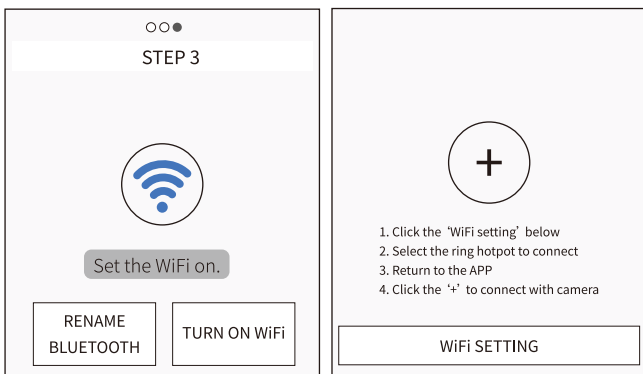 STEP 3
Set the WiFi on.
RENAME
BLUETOOTH
TURN ON WiFi
+
1. Click the ‘WiFi setting’ below
2. Select the ring hotpot to connect
3. Return to the APP
4. Click the ‘+’ to connect with camera
WiFi SETTING